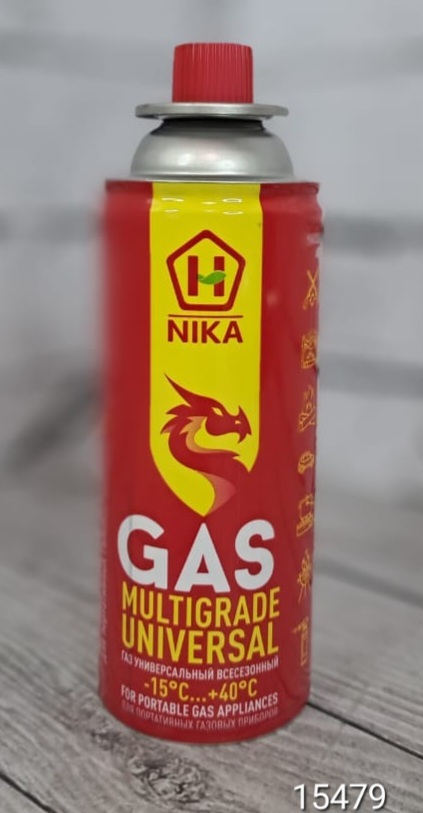 H
NIKA
GAS
MULTIGRADE
UNIVERSAL
ГАЗ УНИВЕРСАЛЬНЫЙ ВСЕСЕЗОННЫЙ
-15°C...+40°C
FOR PORTABLE GAS APPLIANCES
ДЛЯ ПОРТАТИВНЫХ ГАЗОВЫХ ПРИБОРОВ
15479